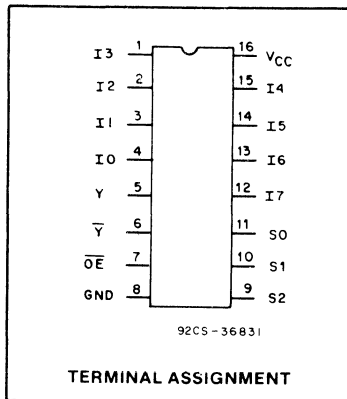 I3 1 16 VCC
I2 2 15 I4
I1 3 14 I5
I0 4 13 I6
Y 5 12 I7
Y̅ 6 11 S0
O̅E̅ 7 10 S1
GND 8 9 S2
92CS-36831
TERMINAL ASSIGNMENT